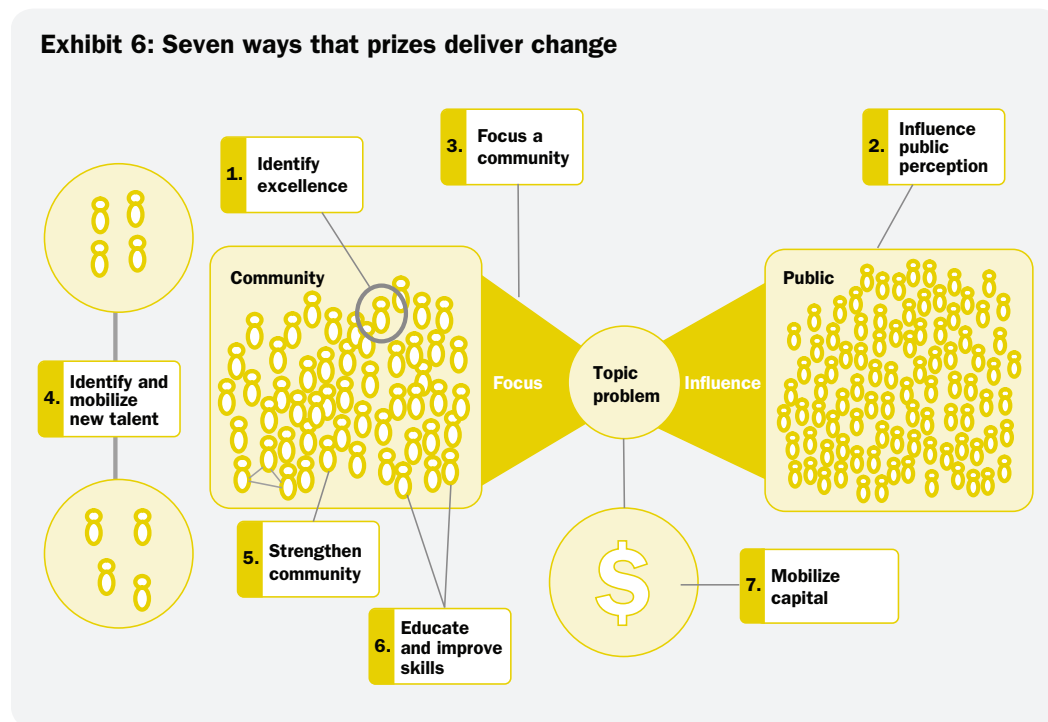 Exhibit 6: Seven ways that prizes deliver change
1.
Identify
excellence
3.
Focus a
community
2.
Influence
public
perception
Community
Public
4.
Identify and
mobilize
new talent
Focus
Topic
problem
Influence
5.
Strengthen
community
$
7.
Mobilize
capital
6.
Educate
and improve
skills